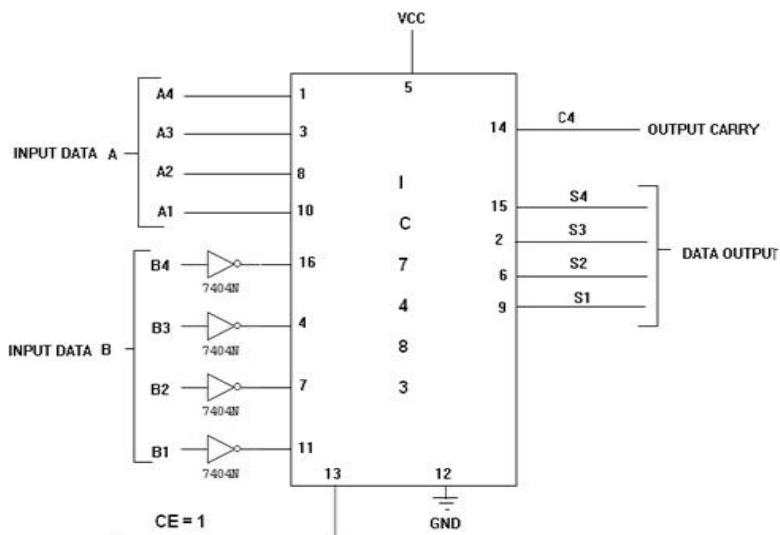 VCC
5
INPUT DATA A
A4
1
A3
3
A2
8
A1
10
INPUT DATA B
B4
7404N
16
B3
7404N
4
B2
7404N
7
B1
7404N
11
I
C
7
4
8
3
14
C4
OUTPUT CARRY
15
S4
2
S3
6
S2
9
S1
DATA OUTPUT
13
12
CE = 1
GND